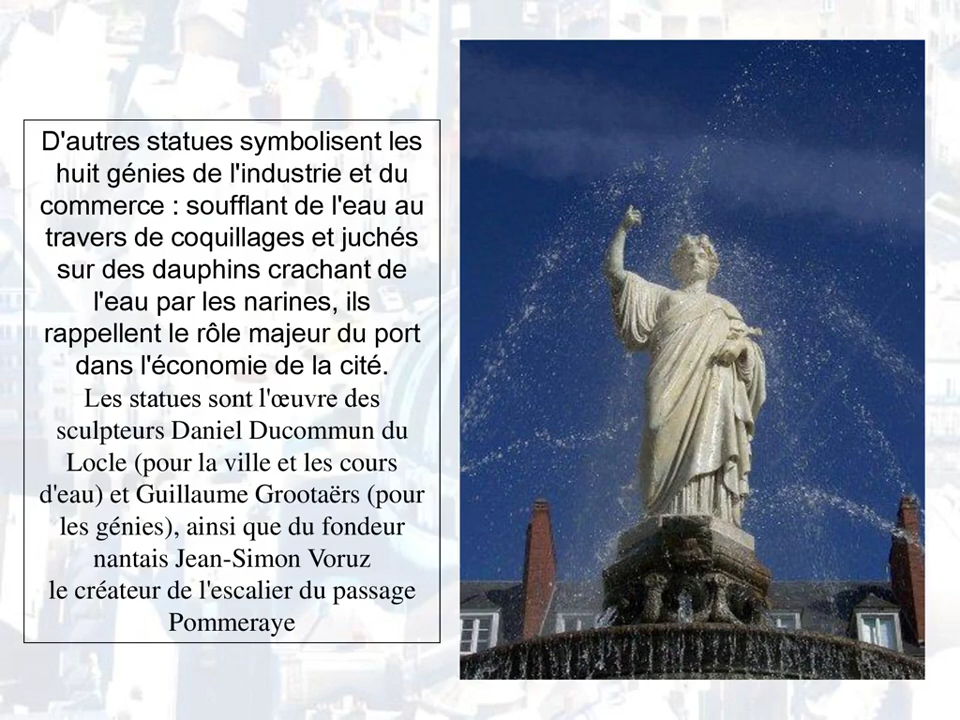 D'autres statues symbolisent les
huit génies de l'industrie et du
commerce : soufflant de l'eau au
travers de coquillages et juchés
sur des dauphins crachant de
l'eau par les narines, ils
rappellent le rôle majeur du port
dans l'économie de la cité.
Les statues sont l'œuvre des
sculpteurs Daniel Ducommun du
Locle (pour la ville et les cours
d'eau) et Guillaume Grootaërs (pour
les génies), ainsi que du fondeur
nantais Jean-Simon Voruz
le créateur de l'escalier du passage
Pommeraye